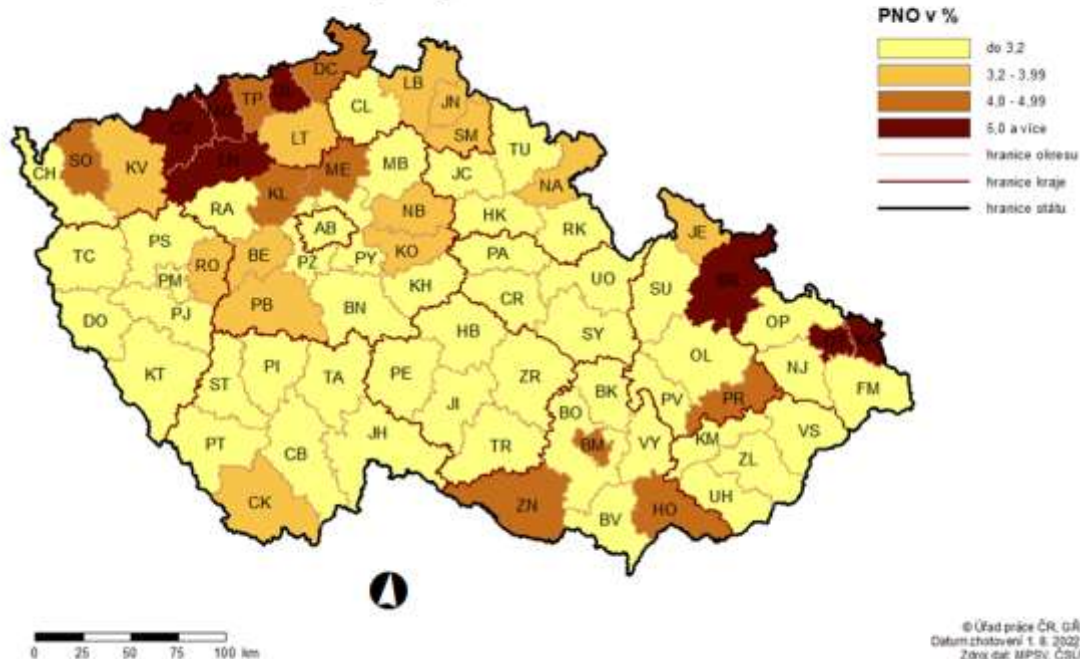 PNO v %
do 3,2
3,2 - 3,99
4,0 - 4,99
5,0 a více
hranice okresu
hranice kraje
hranice státu
DC
TP
LB
JN
CL
LT
SM
TU
SO
KV
CH
ME
MB
JC
NA
KL
RA
NB
HK
AB
RK
JE
TC
PS
RO
BE
PZ
PY
KO
PA
PM
KH
UO
SU
PB
BN
CR
DO
PJ
OP
HB
SY
KT
OL
NJ
PI
ST
TA
PE
ZR
FM
BK
PV
PR
JI
BO
PT
JH
TR
BM
VY
KM
VS
CB
ZL
CK
ZN
HO
UH
BV
0 25 50 75 100 km
© Úřad práce ČR, GŘ
Datum zhotovení 1. 8. 2022
Zdroj dat: MPSV, ČSÚ